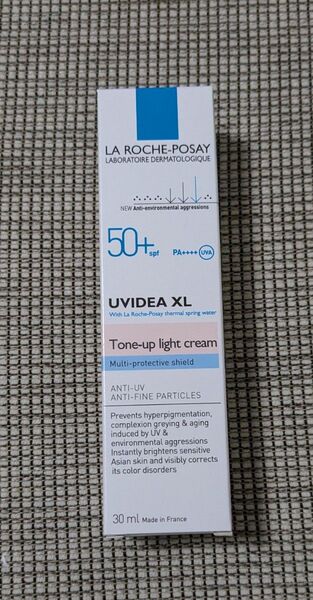 LA ROCHE-POSAY
LABORATOIRE DERMATOLOGIQUE
NEW Anti-environmental aggressions
50+ spf PA++++ UVA
UVIDEA XL
With La Roche-Posay thermal spring water
Tone-up light cream
Multi-protective shield
ANTI-UV
ANTI-FINE PARTICLES
Prevents hyperpigmentation,
complexion greying & aging
induced by UV &
environmental aggressions
Instantly brightens sensitive
Asian skin and visibly corrects
its color disorders
30 ml Made in France